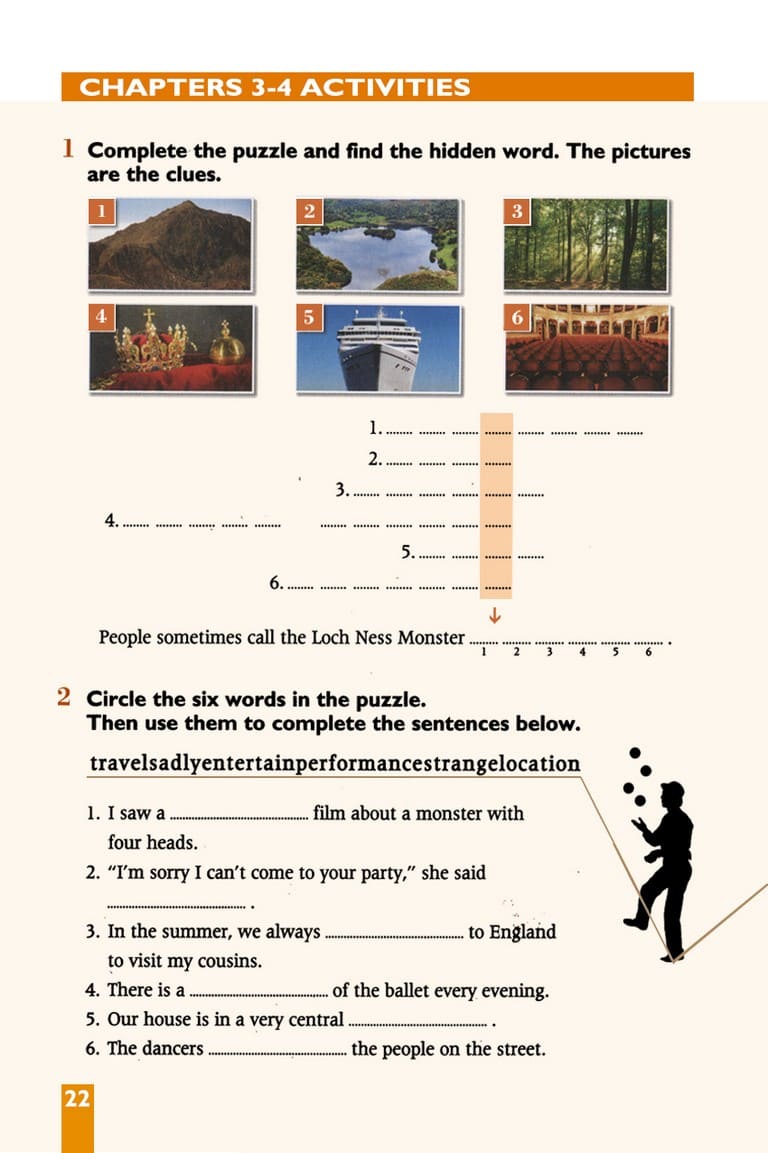 CHAPTERS 3-4 ACTIVITIES
1 Complete the puzzle and find the hidden word. The pictures
are the clues.
1 2 3
4 5 6
1. ........ ........ ........ ........ ........ ........ ........ ........
2. ........ ........ ........ ........
3. ........ ........ ........ ........ ........ ........
4. ........ ........ ........ ........ ........ ........ ........ ........ ........ ........ ........
5. ........ ........ ........ ........
6. ........ ........ ........ ........ ........ ........ ........
↓
People sometimes call the Loch Ness Monster ........ ........ ........ ........ ........ ........ .
1 2 3 4 5 6
2 Circle the six words in the puzzle.
Then use them to complete the sentences below.
travelsadlyentertainperformancestrangelocation
1. I saw a ........................................ film about a monster with
four heads.
2. “I’m sorry I can’t come to your party,” she said
........................................ .
3. In the summer, we always ........................................ to England
to visit my cousins.
4. There is a ........................................ of the ballet every evening.
5. Our house is in a very central ........................................ .
6. The dancers ........................................ the people on the street.
22